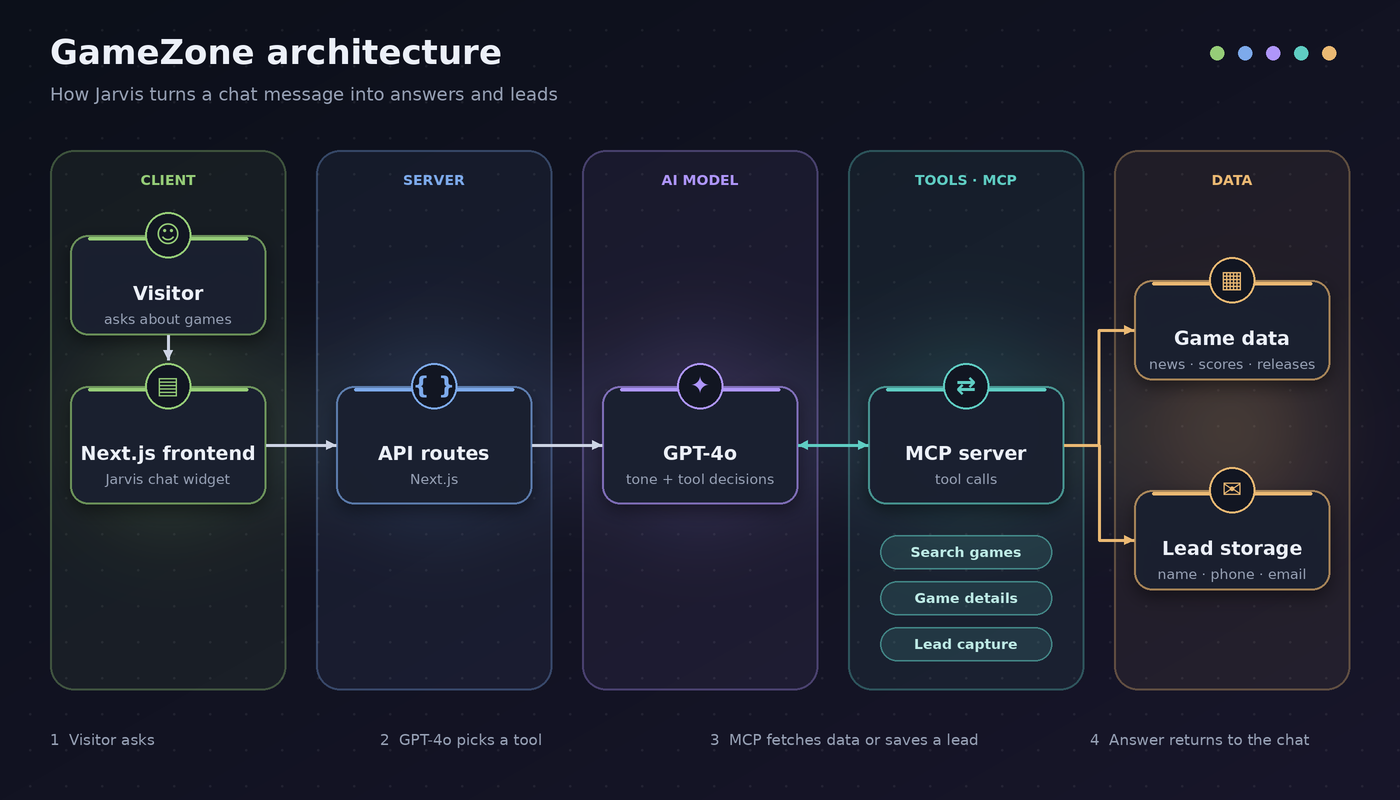 GameZone architecture
How Jarvis turns a chat message into answers and leads
CLIENT
Visitor
asks about games
Next.js frontend
Jarvis chat widget
SERVER
{ }
API routes
Next.js
AI MODEL
GPT-4o
tone + tool decisions
TOOLS · MCP
MCP server
tool calls
Search games
Game details
Lead capture
DATA
Game data
news · scores · releases
Lead storage
name · phone · email
1 Visitor asks
2 GPT-4o picks a tool
3 MCP fetches data or saves a lead
4 Answer returns to the chat